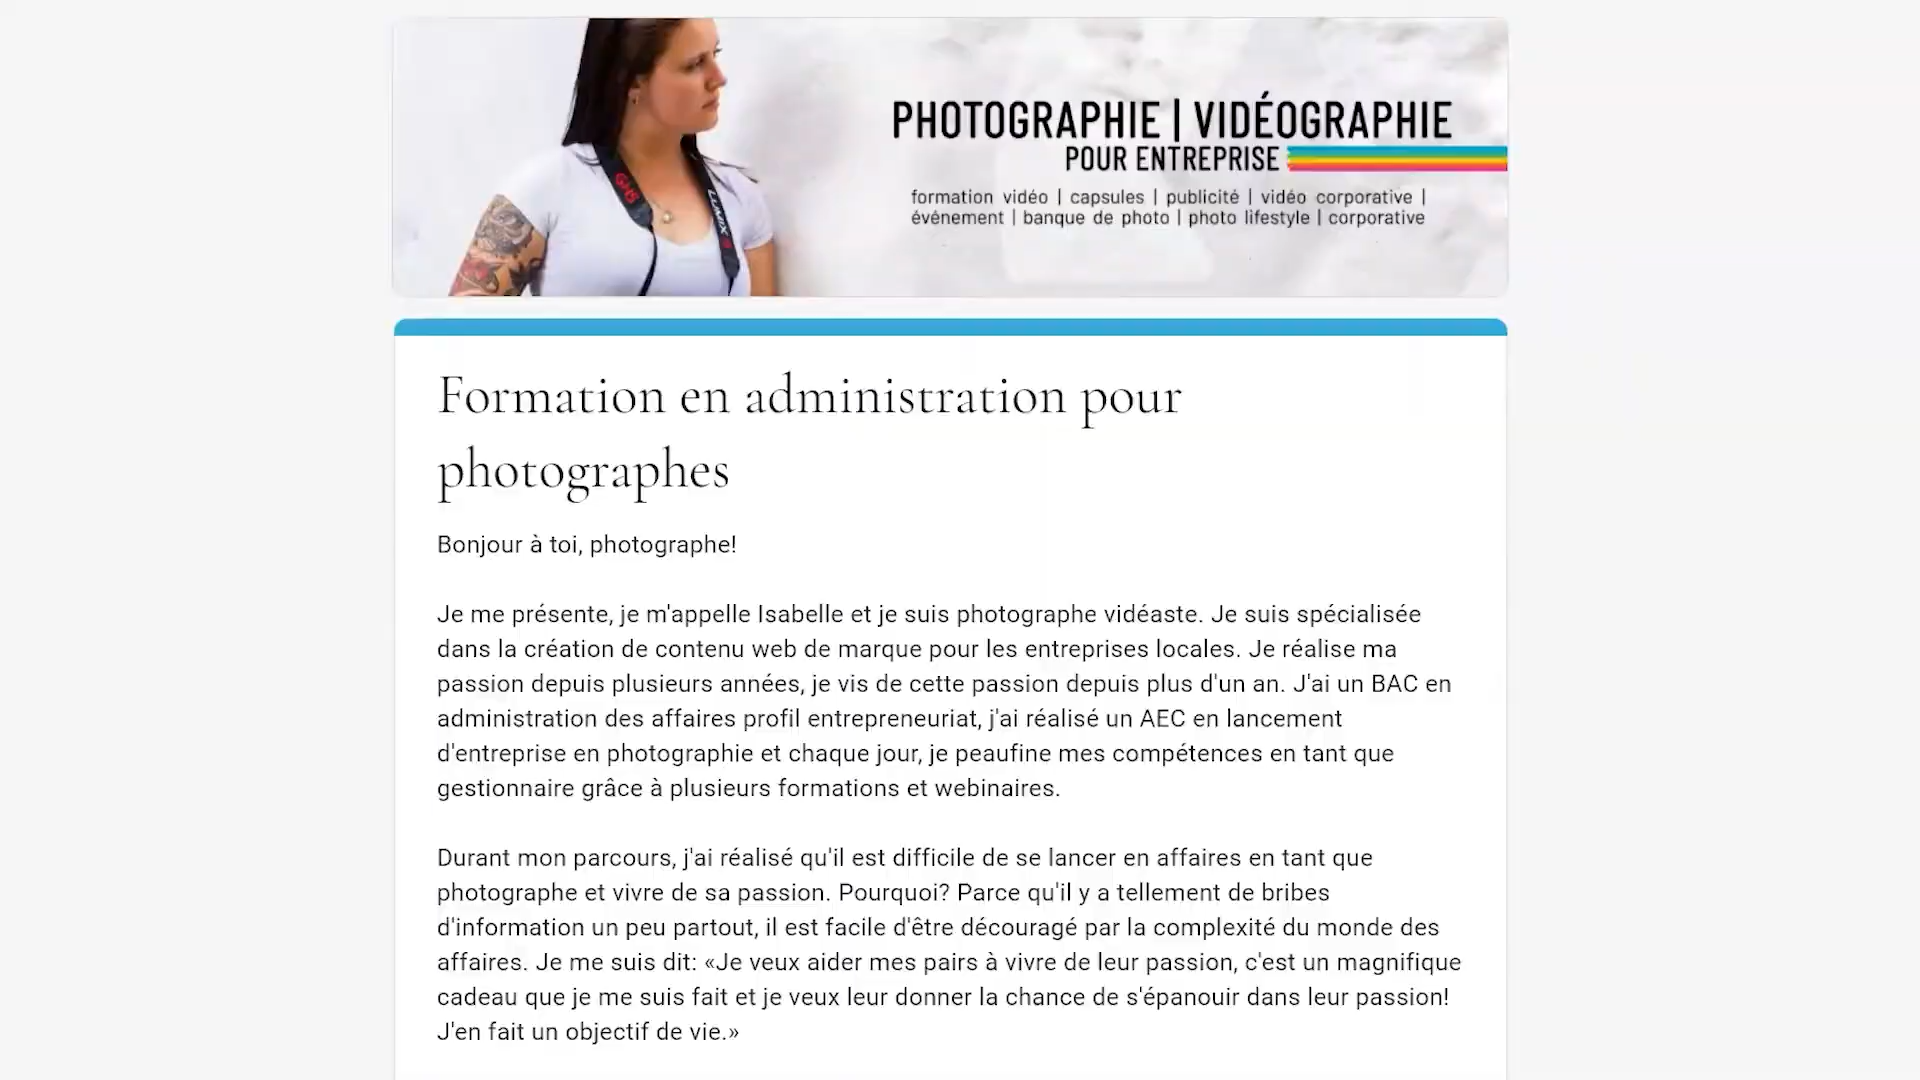 GH5
LUMIX
PHOTOGRAPHIE | VIDÉOGRAPHIE
POUR ENTREPRISE
formation vidéo | capsules | publicité | vidéo corporative |
événement | banque de photo | photo lifestyle | corporative
Formation en administration pour
photographes
Bonjour à toi, photographe!
Je me présente, je m'appelle Isabelle et je suis photographe vidéaste. Je suis spécialisée
dans la création de contenu web de marque pour les entreprises locales. Je réalise ma
passion depuis plusieurs années, je vis de cette passion depuis plus d'un an. J'ai un BAC en
administration des affaires profil entrepreneuriat, j'ai réalisé un AEC en lancement
d'entreprise en photographie et chaque jour, je peaufine mes compétences en tant que
gestionnaire grâce à plusieurs formations et webinaires.
Durant mon parcours, j'ai réalisé qu'il est difficile de se lancer en affaires en tant que
photographe et vivre de sa passion. Pourquoi? Parce qu'il y a tellement de bribes
d'information un peu partout, il est facile d'être découragé par la complexité du monde des
affaires. Je me suis dit: «Je veux aider mes pairs à vivre de leur passion, c'est un magnifique
cadeau que je me suis fait et je veux leur donner la chance de s'épanouir dans leur passion!
J'en fait un objectif de vie.»